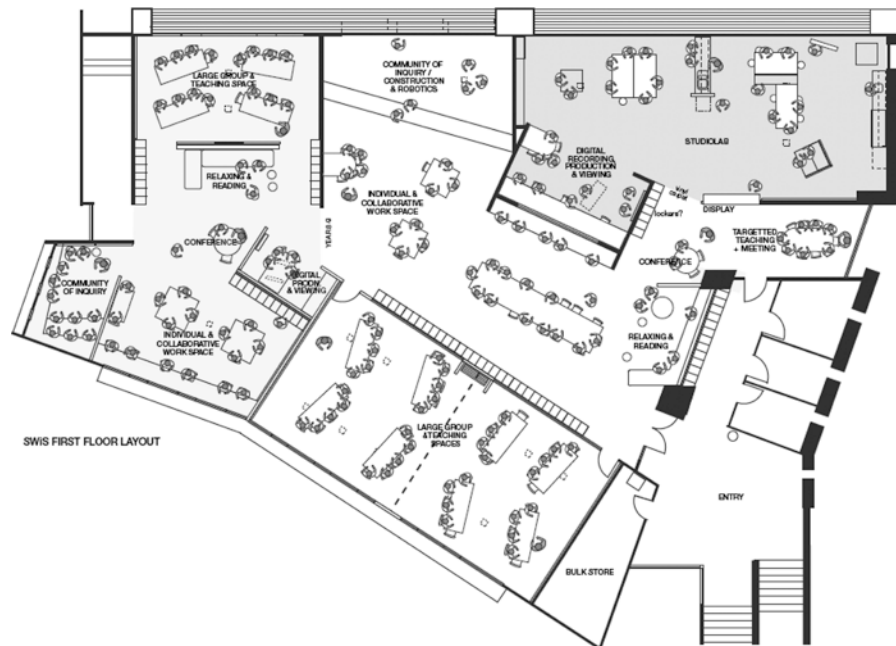 LARGE GROUP &
TEACHING SPACE
COMMUNITY OF
INQUIRY /
CONSTRUCTION
& ROBOTICS
STUDIOLAB
DIGITAL
RECORDING,
PRODUCTION
& VIEWING
RELAXING &
READING
INDIVIDUAL &
COLLABORATIVE
WORK SPACE
lockers?
DISPLAY
TARGETTED
TEACHING
+ MEETING
CONFERENCE
CONFERENCE
COMMUNITY
OF INQUIRY
DIGITAL
PROD'N
& VIEWING
INDIVIDUAL &
COLLABORATIVE
WORK SPACE
RELAXING &
READING
LARGE GROUP
&TEACHING
SPACES
SWiS FIRST FLOOR LAYOUT
ENTRY
BULK STORE